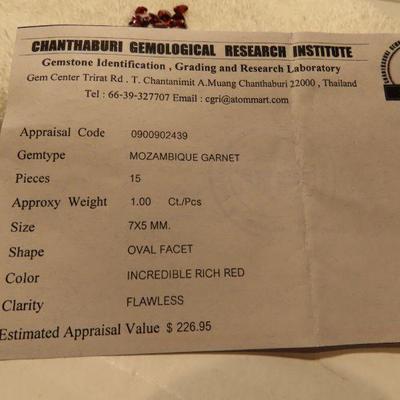 CHANTHABURI GEMOLOGICAL RESEARCH INSTITUTE
Gemstone Identification , Grading and Research Laboratory
Gem Center Trirat Rd . T. Chantanimit A.Muang Chanthaburi 22000 , Thailand
Tel : 66-39-327707 Email : cgri@atommart.com
Appraisal Code 0900902439
Gemtype MOZAMBIQUE GARNET
Pieces 15
Approxy Weight 1.00 Ct./Pcs
Size 7X5 MM.
Shape OVAL FACET
Color INCREDIBLE RICH RED
Clarity FLAWLESS
Estimated Appraisal Value $ 226.95